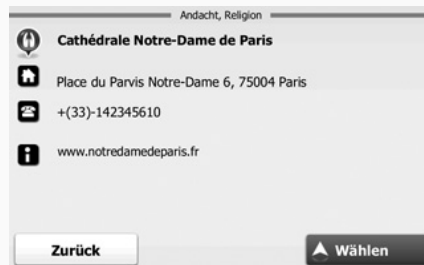 Andacht, Religion
Cathédrale Notre-Dame de Paris
Place du Parvis Notre-Dame 6, 75004 Paris
+(33)-142345610
www.notredamedeparis.fr
Zurück
Wählen